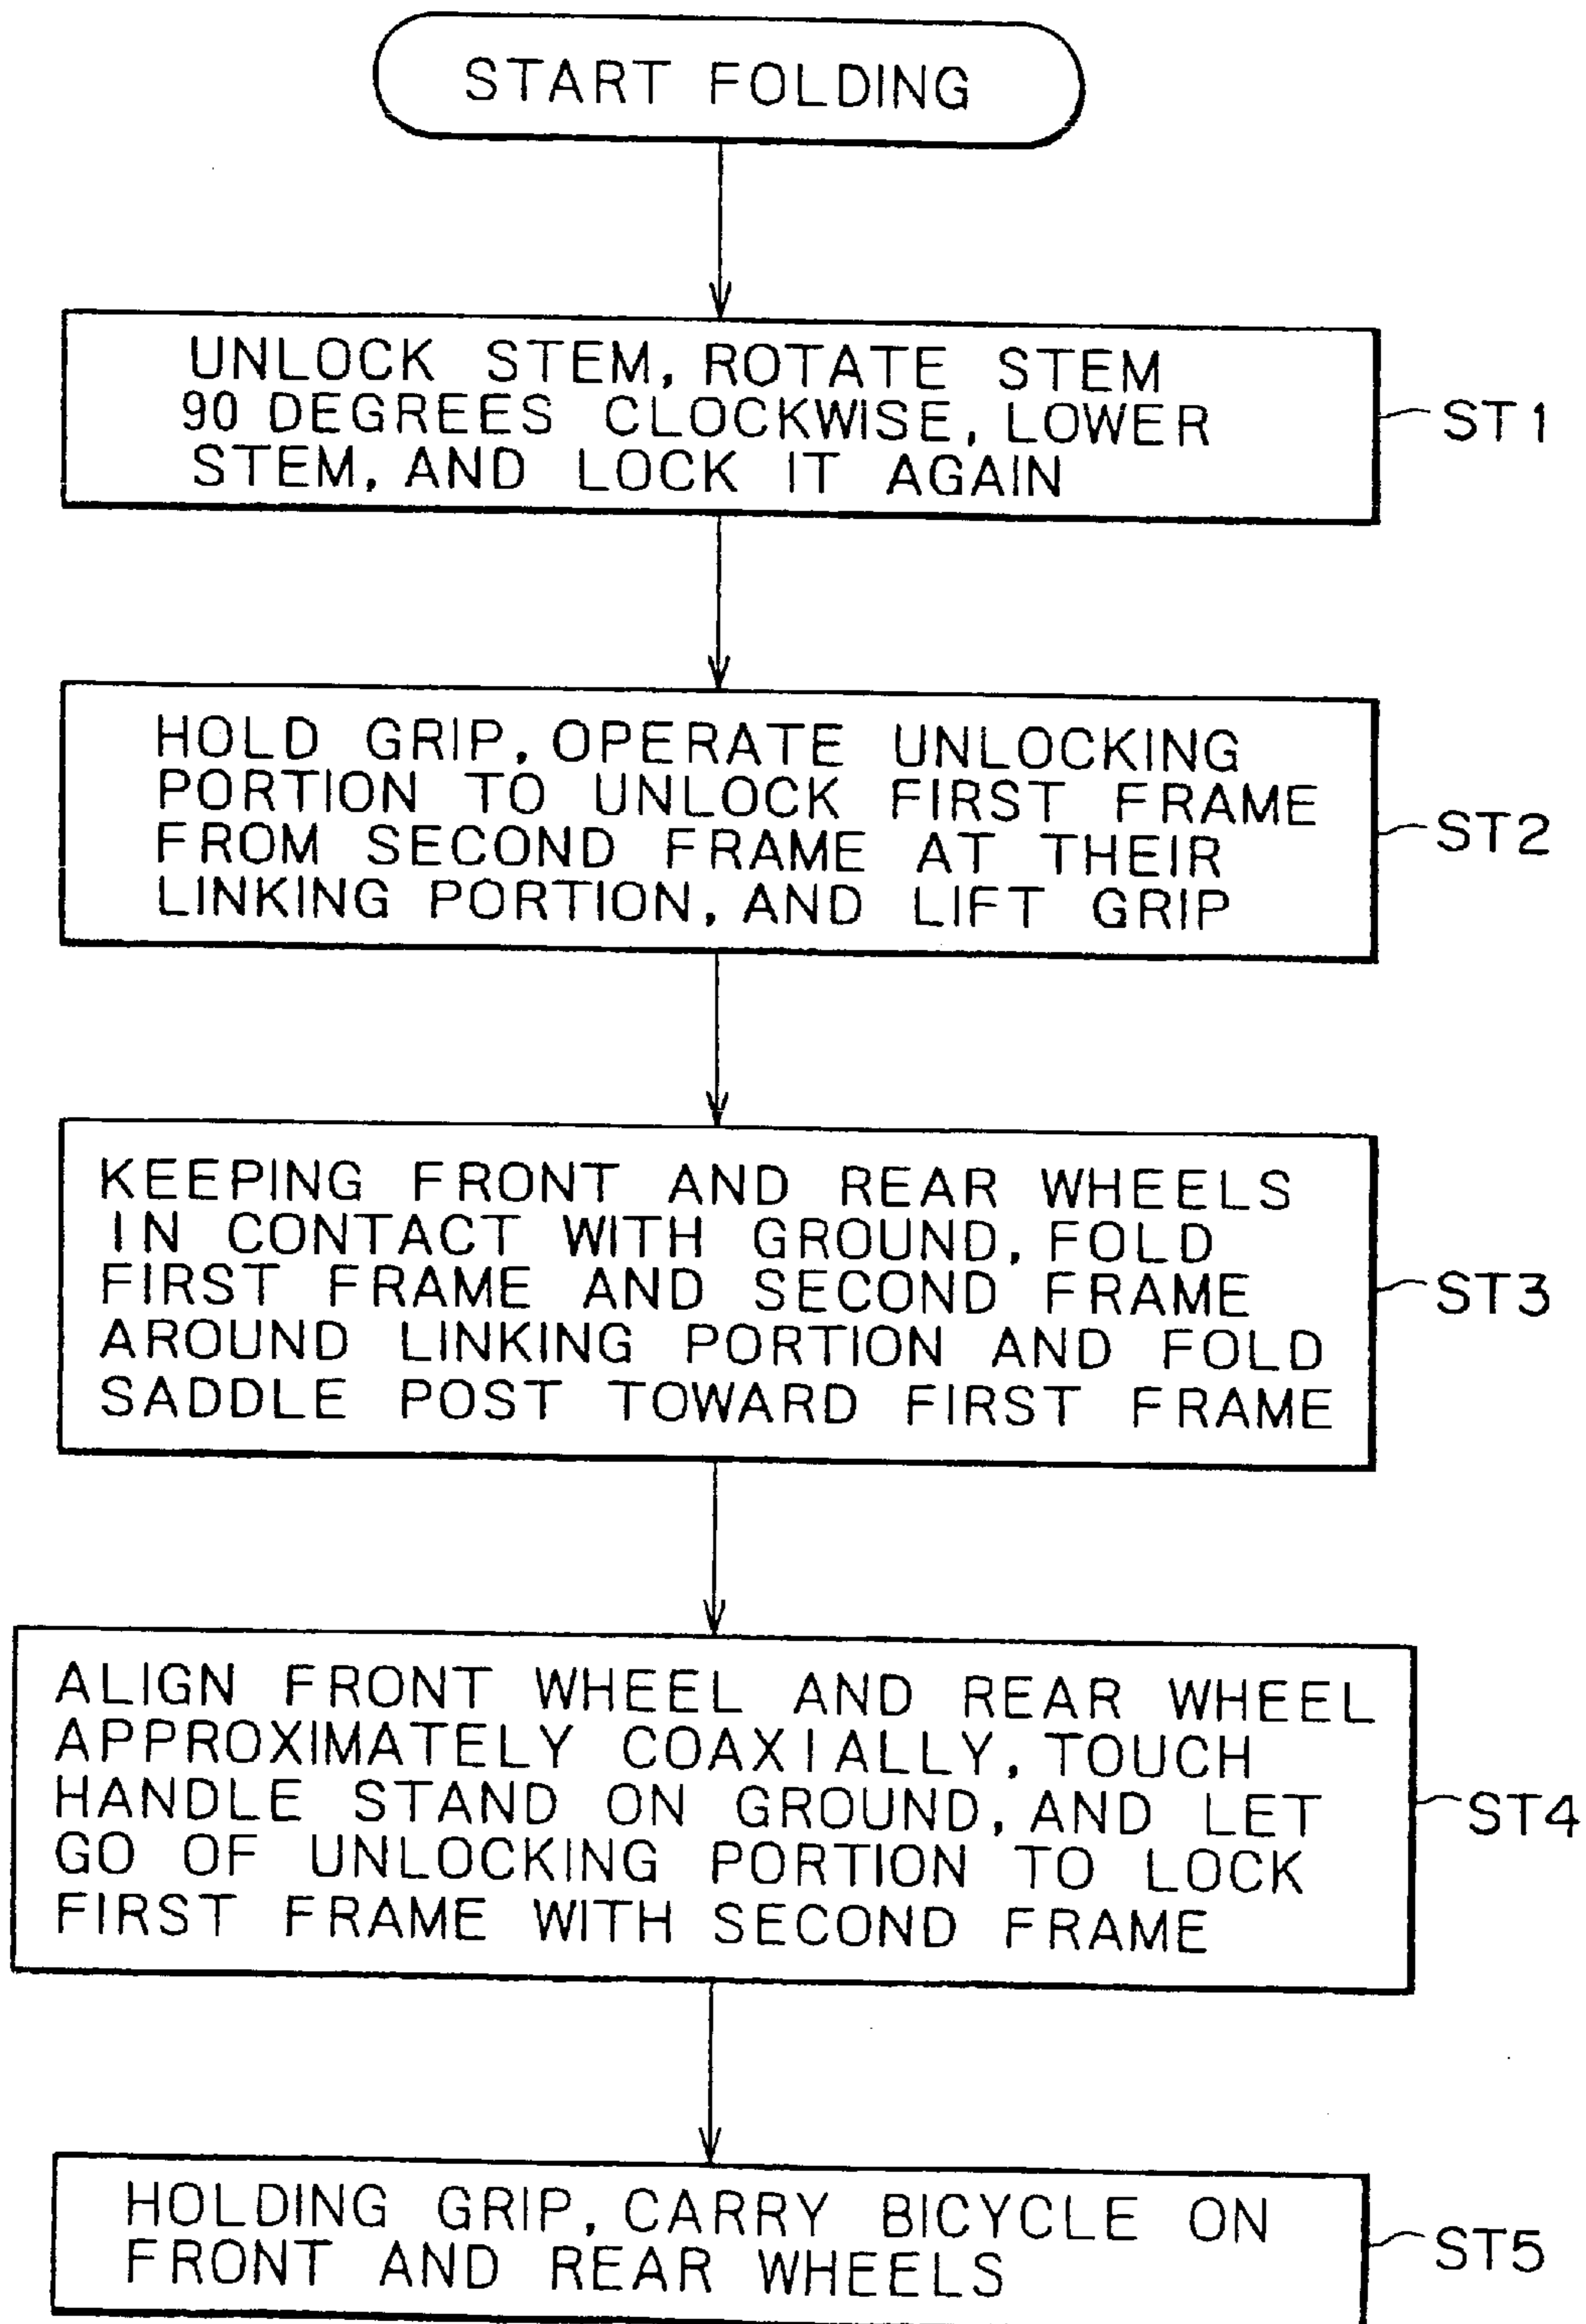 START FOLDING
UNLOCK STEM, ROTATE STEM
90 DEGREES CLOCKWISE, LOWER
STEM, AND LOCK IT AGAIN
ST1
HOLD GRIP, OPERATE UNLOCKING
PORTION TO UNLOCK FIRST FRAME
FROM SECOND FRAME AT THEIR
LINKING PORTION, AND LIFT GRIP
ST2
KEEPING FRONT AND REAR WHEELS
IN CONTACT WITH GROUND, FOLD
FIRST FRAME AND SECOND FRAME
AROUND LINKING PORTION AND FOLD
SADDLE POST TOWARD FIRST FRAME
ST3
ALIGN FRONT WHEEL AND REAR WHEEL
APPROXIMATELY COAXIALLY, TOUCH
HANDLE STAND ON GROUND, AND LET
GO OF UNLOCKING PORTION TO LOCK
FIRST FRAME WITH SECOND FRAME
ST4
HOLDING GRIP, CARRY BICYCLE ON
FRONT AND REAR WHEELS
ST5